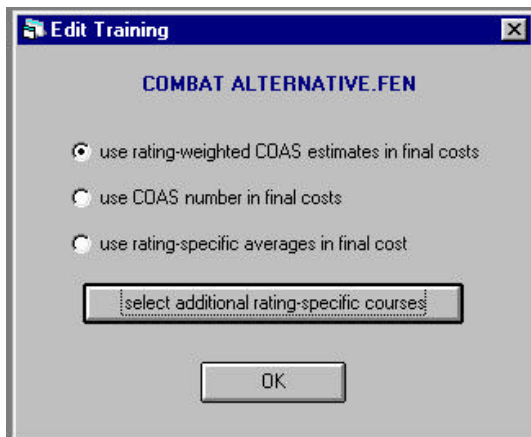 Edit Training
COMBAT ALTERNATIVE.FEN
use rating-weighted COAS estimates in final costs
use COAS number in final costs
use rating-specific averages in final cost
select additional rating-specific courses
OK